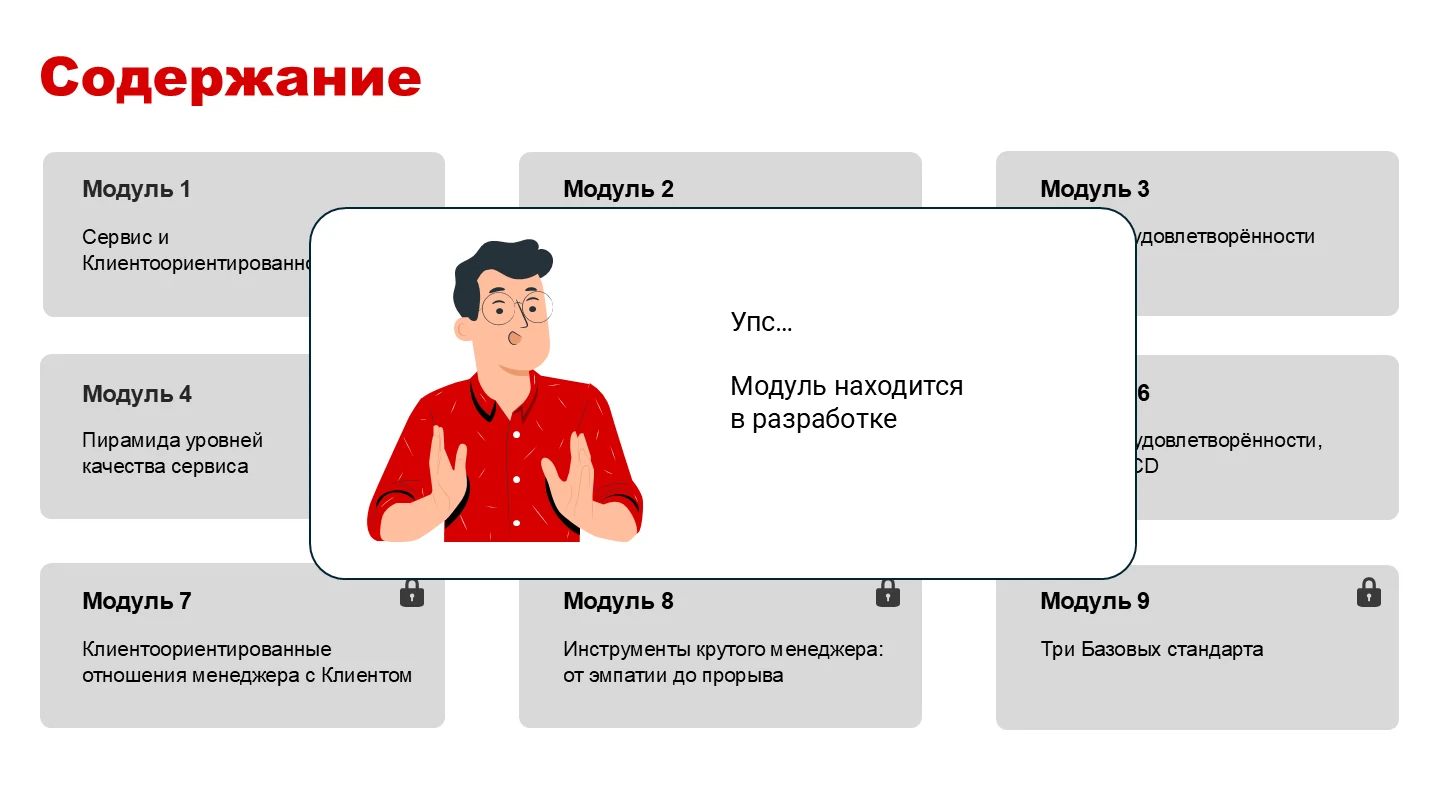 Содержание
Модуль 1
Сервис и
Модуль 2
Модуль 3
удовлетворённости
Упс...
Модуль находится
в разработке
Модуль 4
Пирамида уровней
качества сервиса
6
удовлетворённости,
CD
Модуль 7
Клиентоориентированные
отношения менеджера с Клиентом
Модуль 8
Инструменты крутого менеджера:
от эмпатии до прорыва
Модуль 9
Три Базовых стандарта